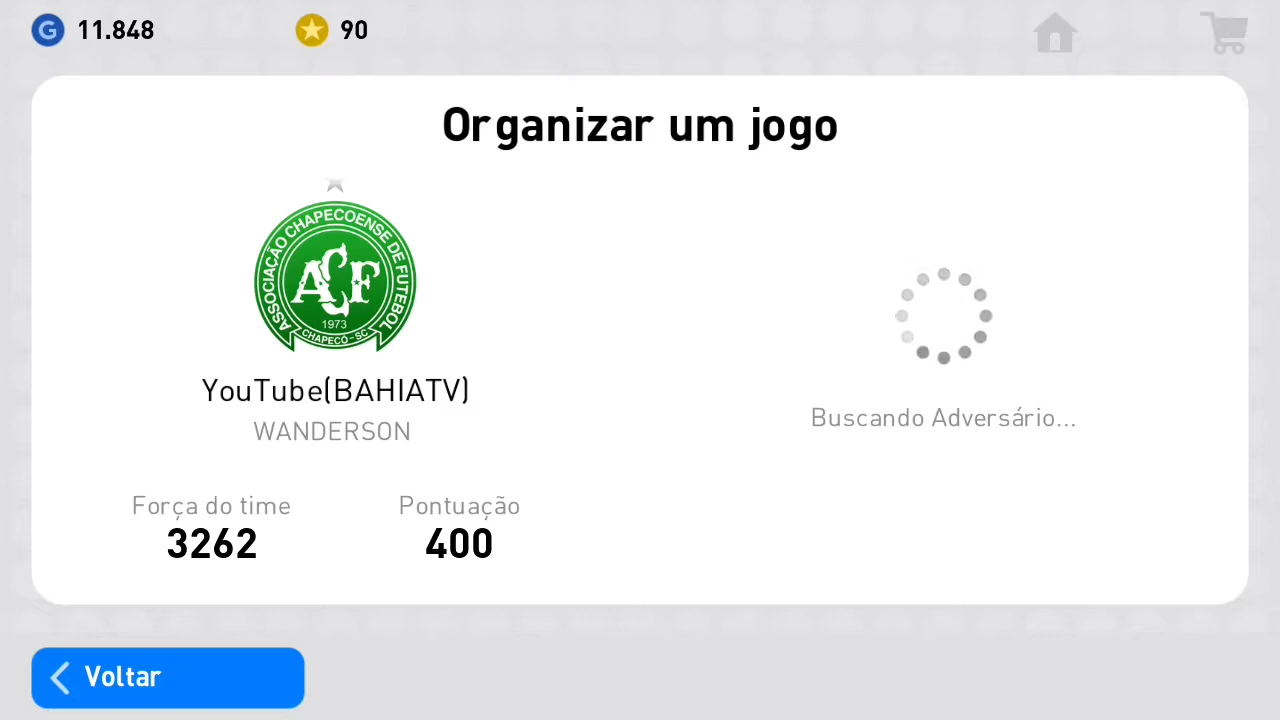 G 11.848 90
Organizar um jogo
ASSOCIAÇÃO CHAPECOENSE DE FUTEBOL
ACF
1973
CHAPECO-SC
YouTube(BAHIATV)
WANDERSON
Buscando Adversário...
Força do time Pontuação
3262 400
Voltar